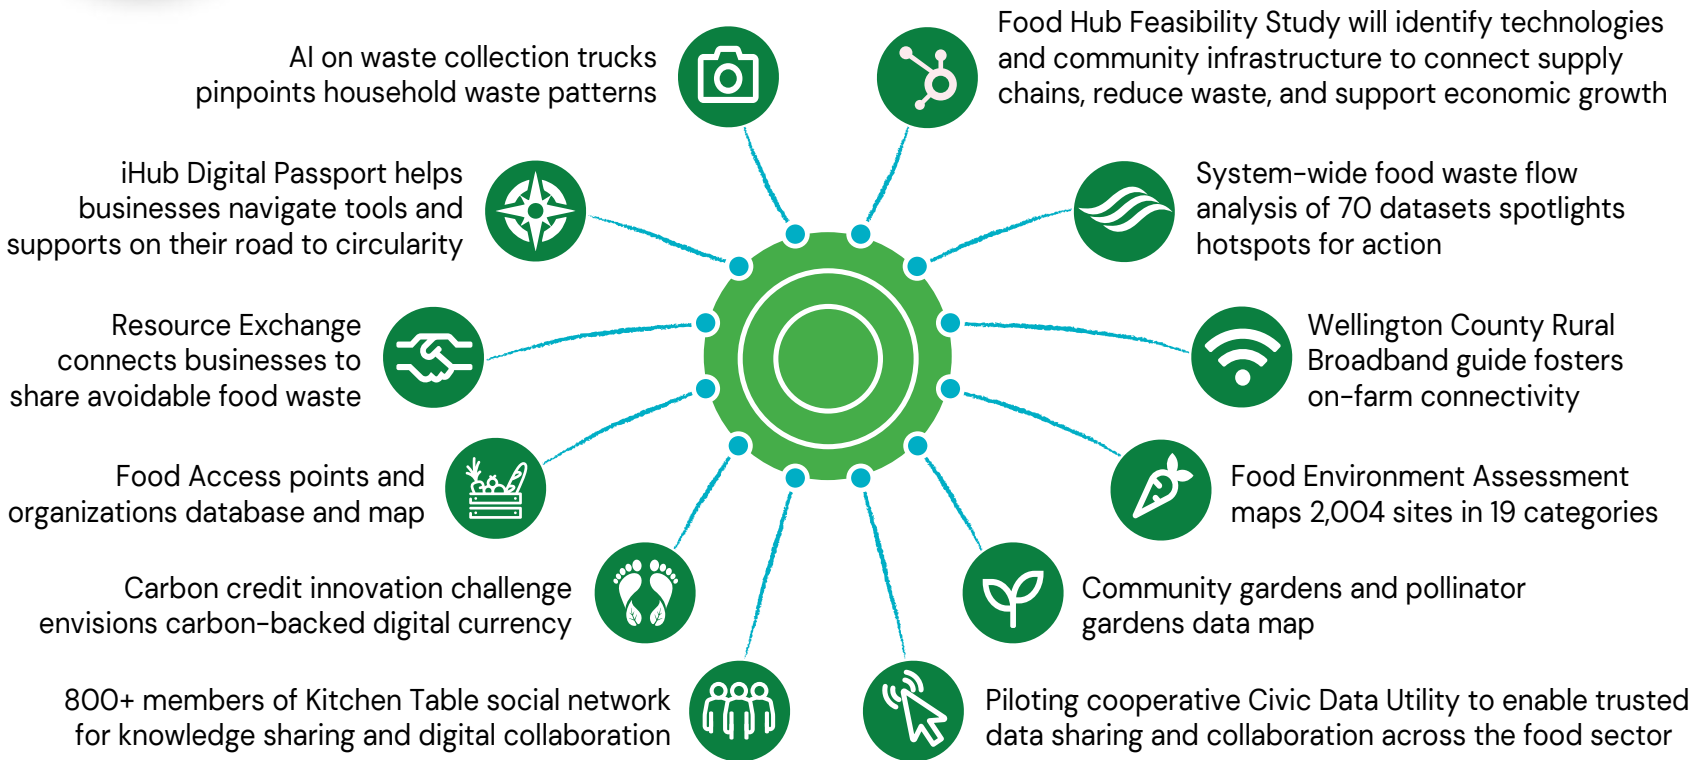 AI on waste collection trucks
pinpoints household waste patterns
Food Hub Feasibility Study will identify technologies
and community infrastructure to connect supply
chains, reduce waste, and support economic growth
iHub Digital Passport helps
businesses navigate tools and
supports on their road to circularity
System-wide food waste flow
analysis of 70 datasets spotlights
hotspots for action
Resource Exchange
connects businesses to
share avoidable food waste
Wellington County Rural
Broadband guide fosters
on-farm connectivity
Food Access points and
organizations database and map
Food Environment Assessment
maps 2,004 sites in 19 categories
Carbon credit innovation challenge
envisions carbon-backed digital currency
Community gardens and pollinator
gardens data map
800+ members of Kitchen Table social network
for knowledge sharing and digital collaboration
Piloting cooperative Civic Data Utility to enable trusted
data sharing and collaboration across the food sector